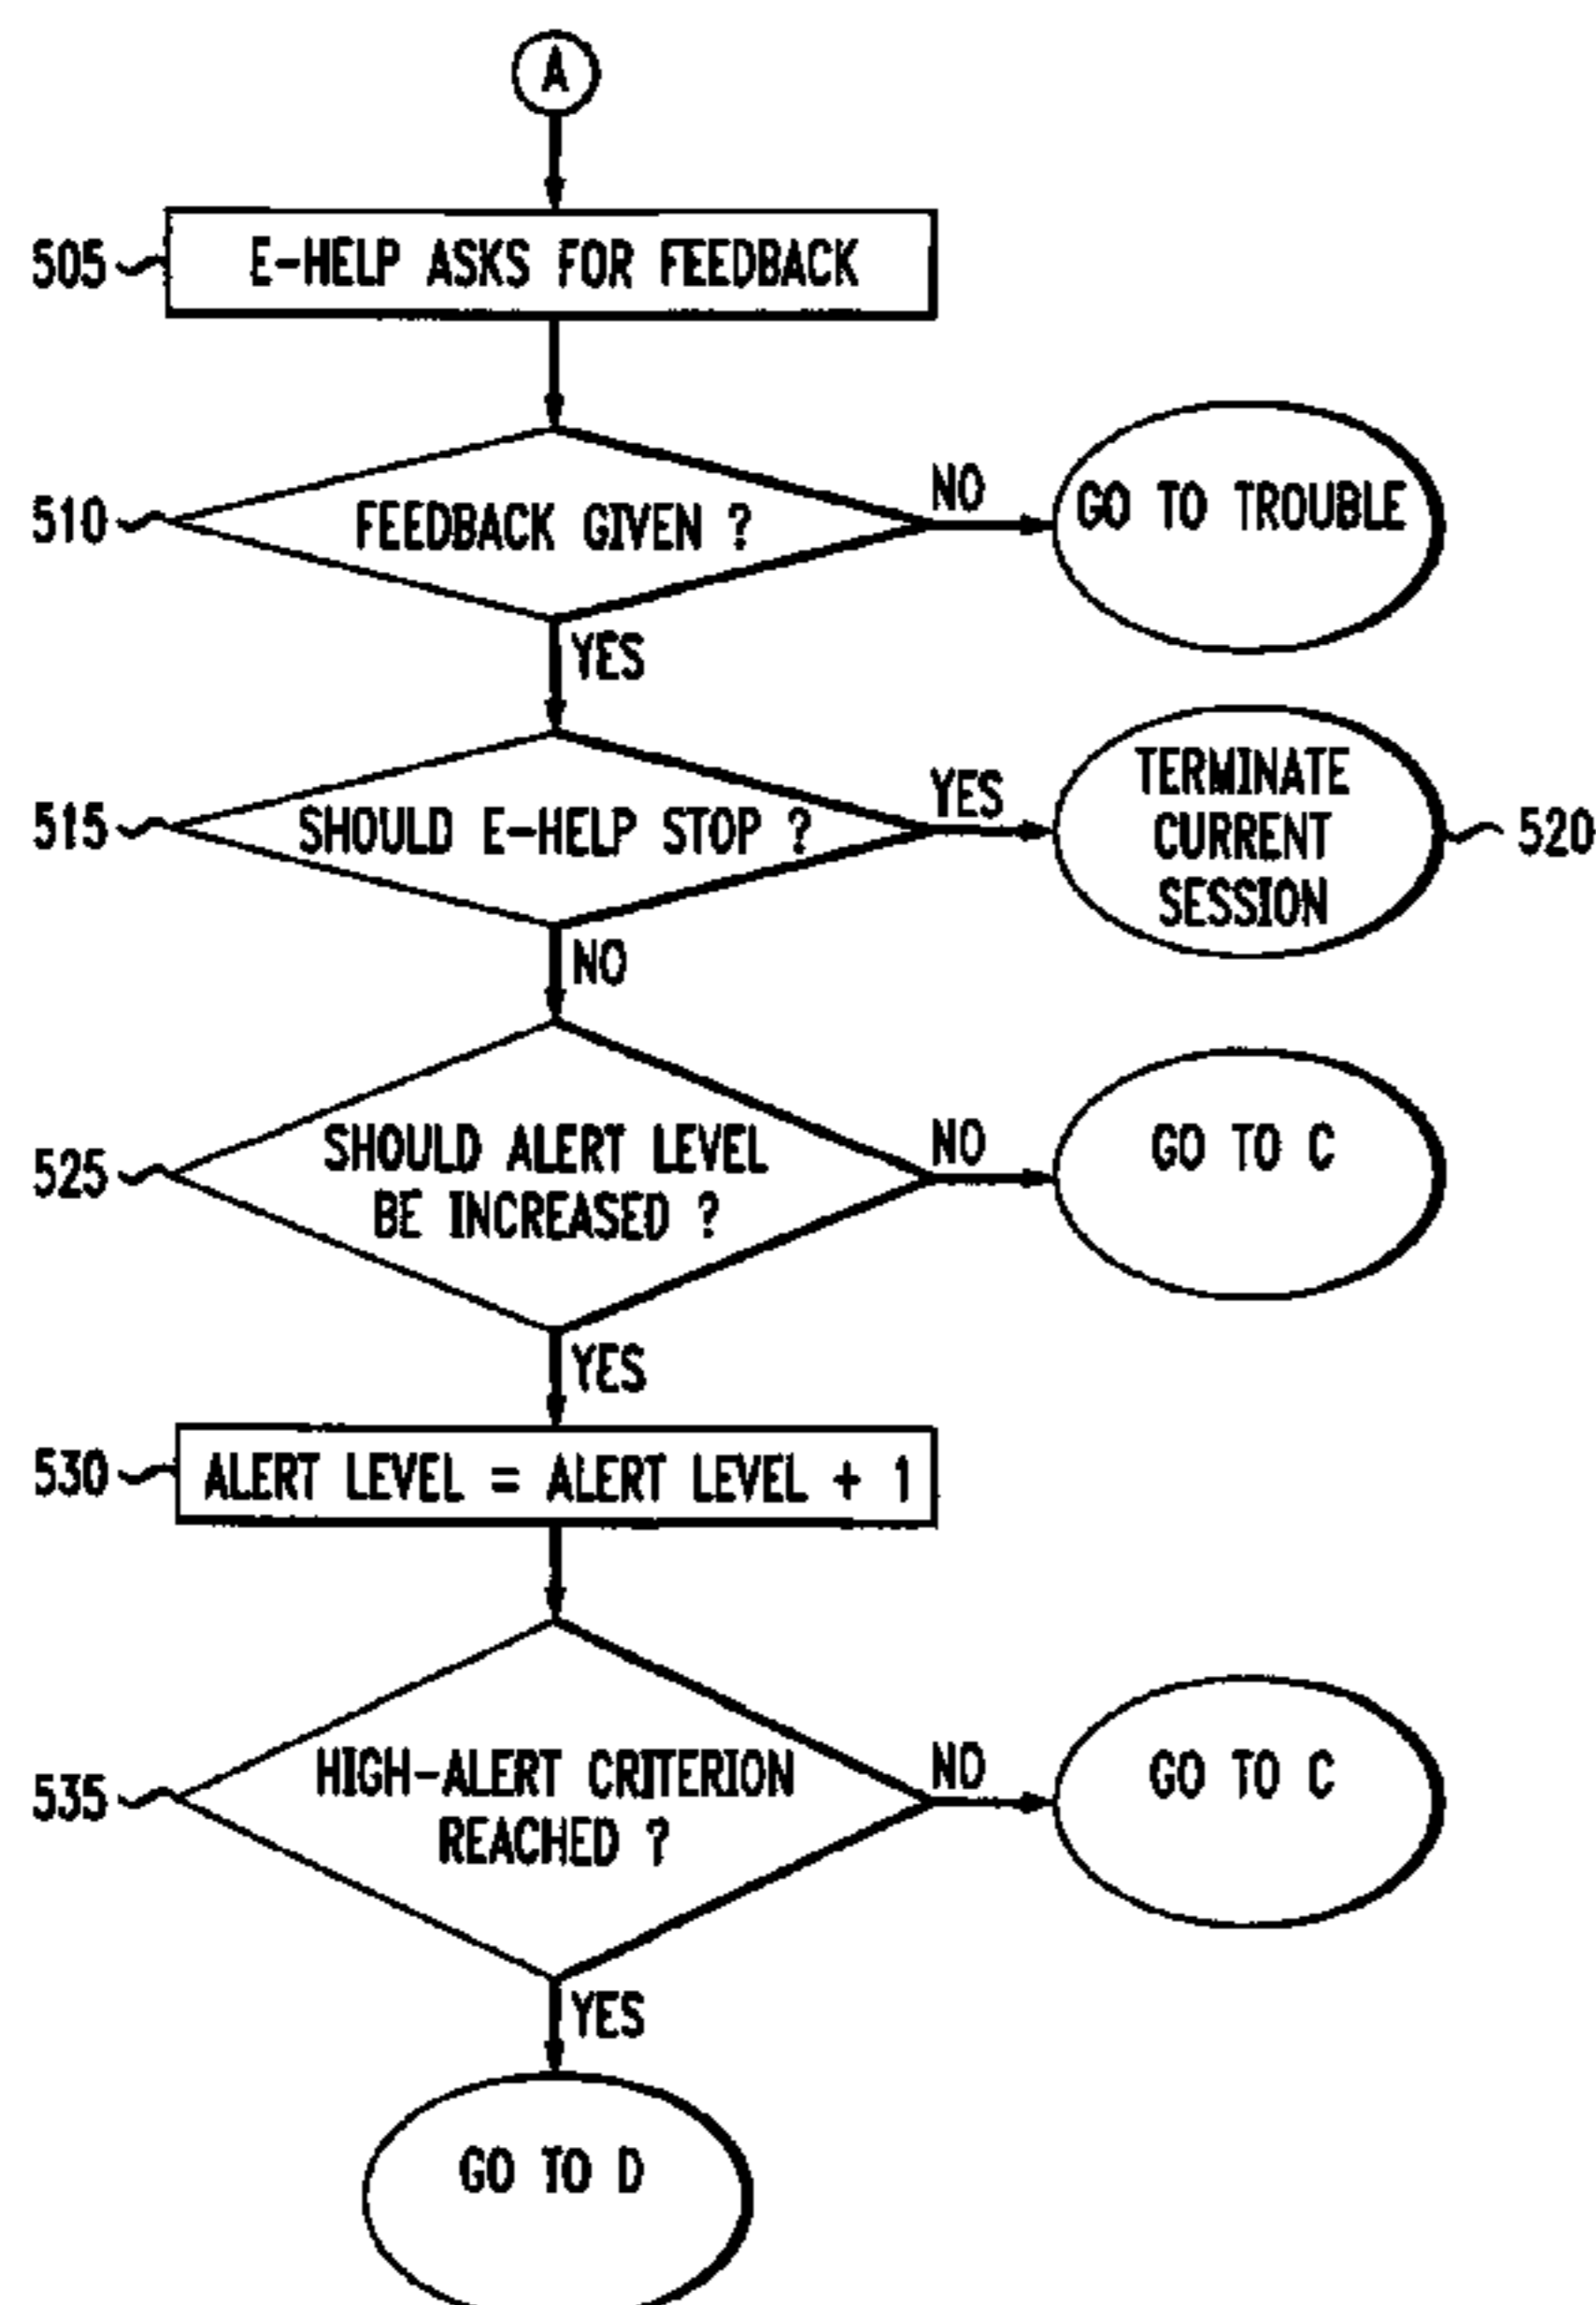 A
505
E-HELP ASKS FOR FEEDBACK
510
FEEDBACK GIVEN ?
NO
GO TO TROUBLE
YES
515
SHOULD E-HELP STOP ?
YES
TERMINATE
CURRENT
SESSION
520
NO
525
SHOULD ALERT LEVEL
BE INCREASED ?
NO
GO TO C
YES
530
ALERT LEVEL = ALERT LEVEL + 1
535
HIGH-ALERT CRITERION
REACHED ?
NO
GO TO C
YES
GO TO D